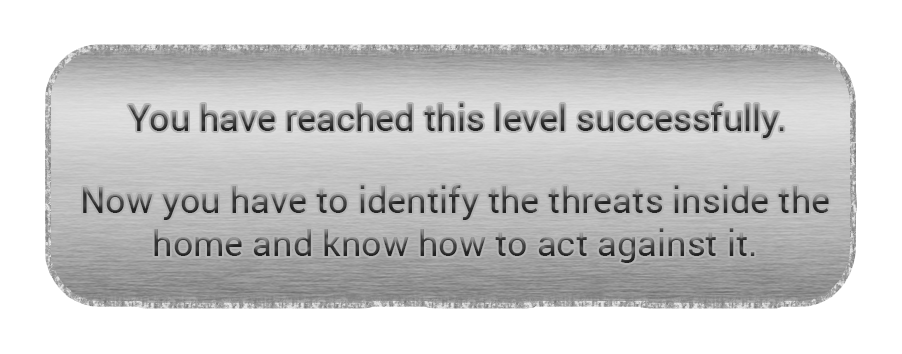 You have reached this level successfully.
Now you have to identify the threats inside the
home and know how to act against it.